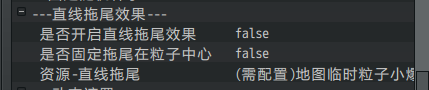 ---直线拖尾效果---
是否开启直线拖尾效果 false
是否固定拖尾在粒子中心 false
资源-直线拖尾 (需配置)地图临时粒子小